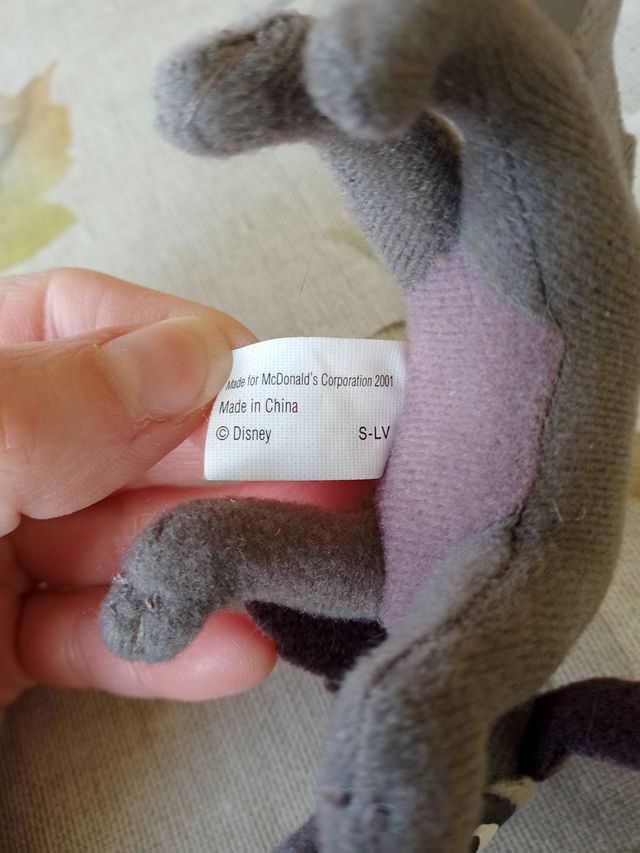 Made for McDonald's Corporation 2001
Made in China
© Disney S-LV